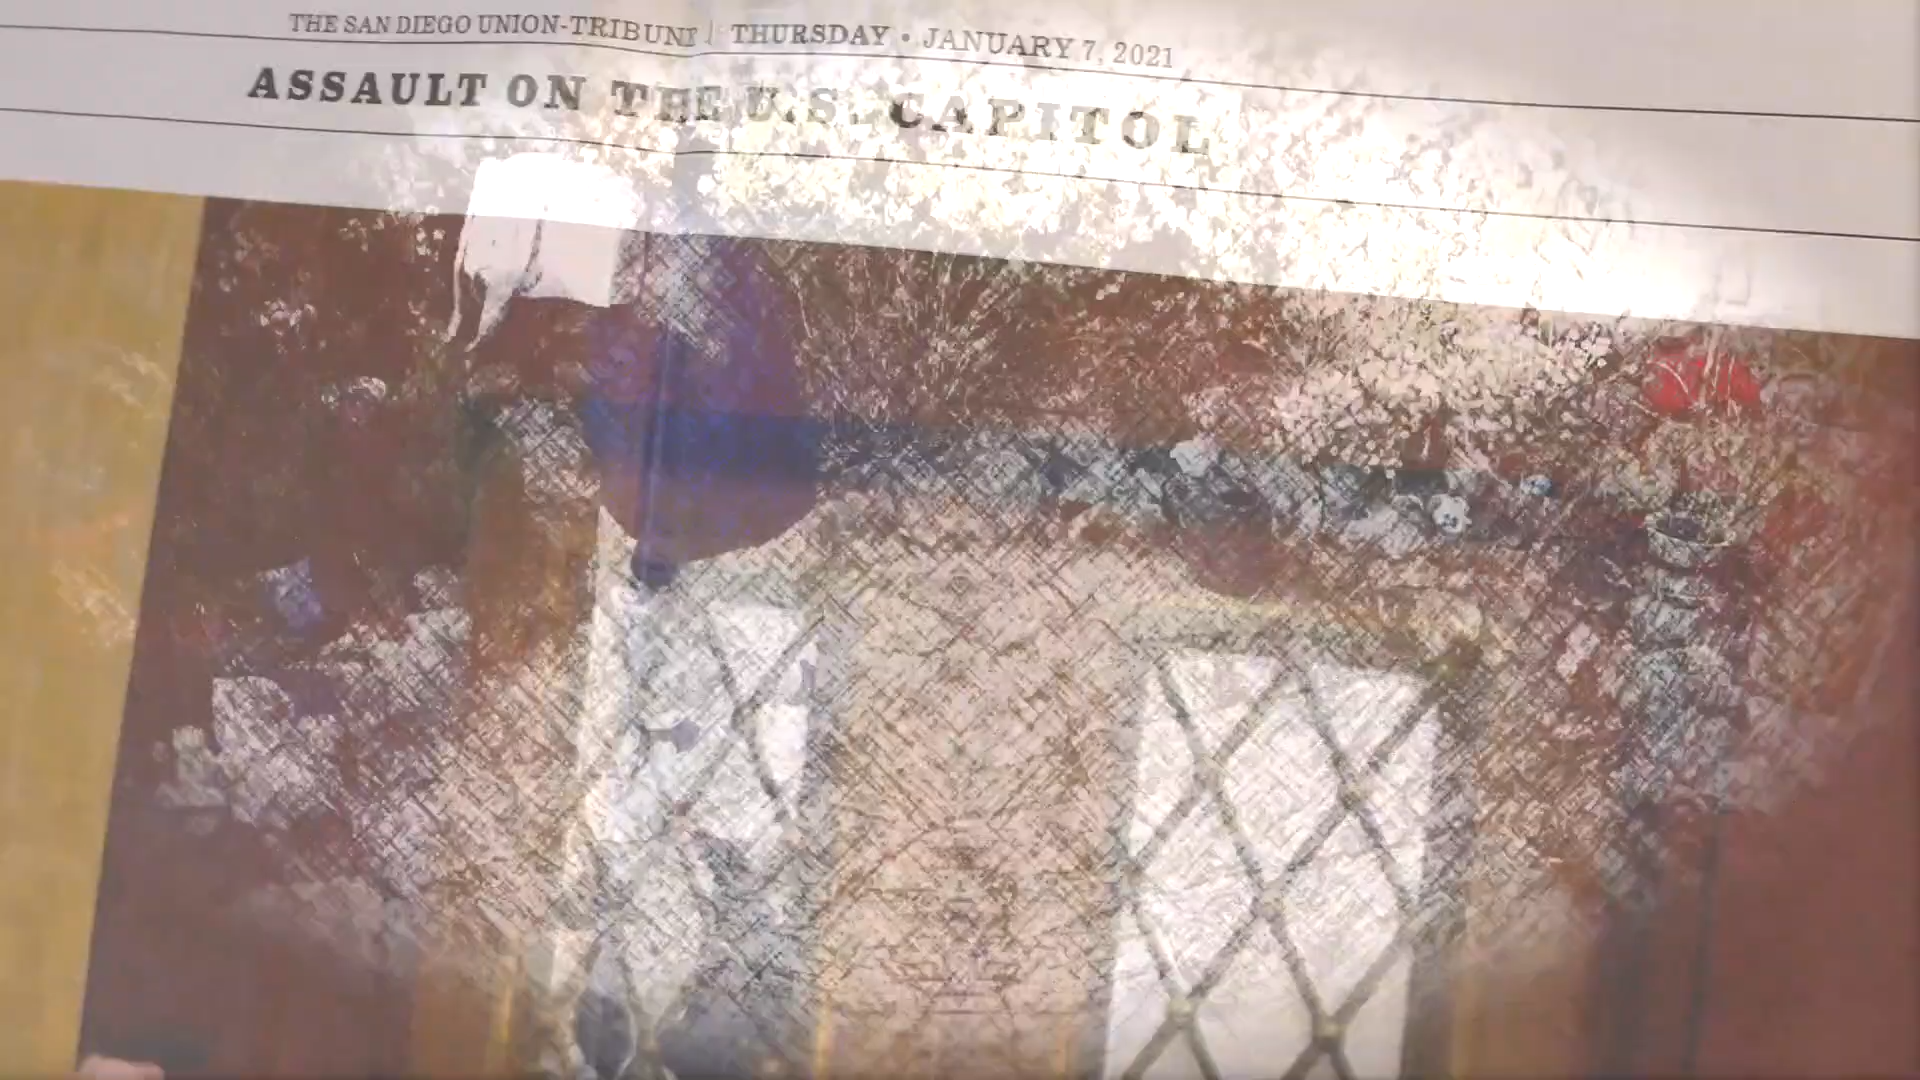 THE SAN DIEGO UNION-TRIBUNE | THURSDAY • JANUARY 7, 2021
ASSAULT ON THE U.S. CAPITOL